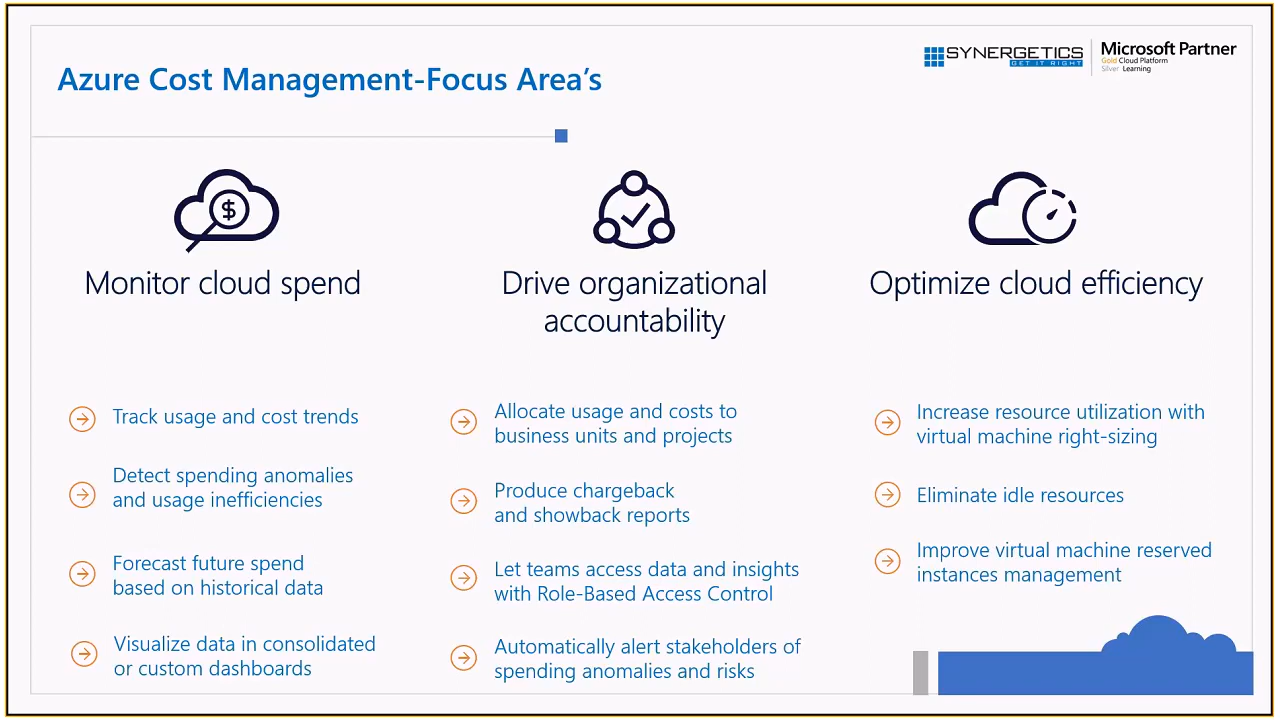 Azure Cost Management-Focus Area's
SYNERGETICS
GET IT RIGHT
Microsoft Partner
Gold Cloud Platform
Silver Learning
$
Monitor cloud spend
Track usage and cost trends
Detect spending anomalies
and usage inefficiencies
Forecast future spend
based on historical data
Visualize data in consolidated
or custom dashboards
Drive organizational
accountability
Allocate usage and costs to
business units and projects
Produce chargeback
and showback reports
Let teams access data and insights
with Role-Based Access Control
Automatically alert stakeholders of
spending anomalies and risks
Optimize cloud efficiency
Increase resource utilization with
virtual machine right-sizing
Eliminate idle resources
Improve virtual machine reserved
instances management